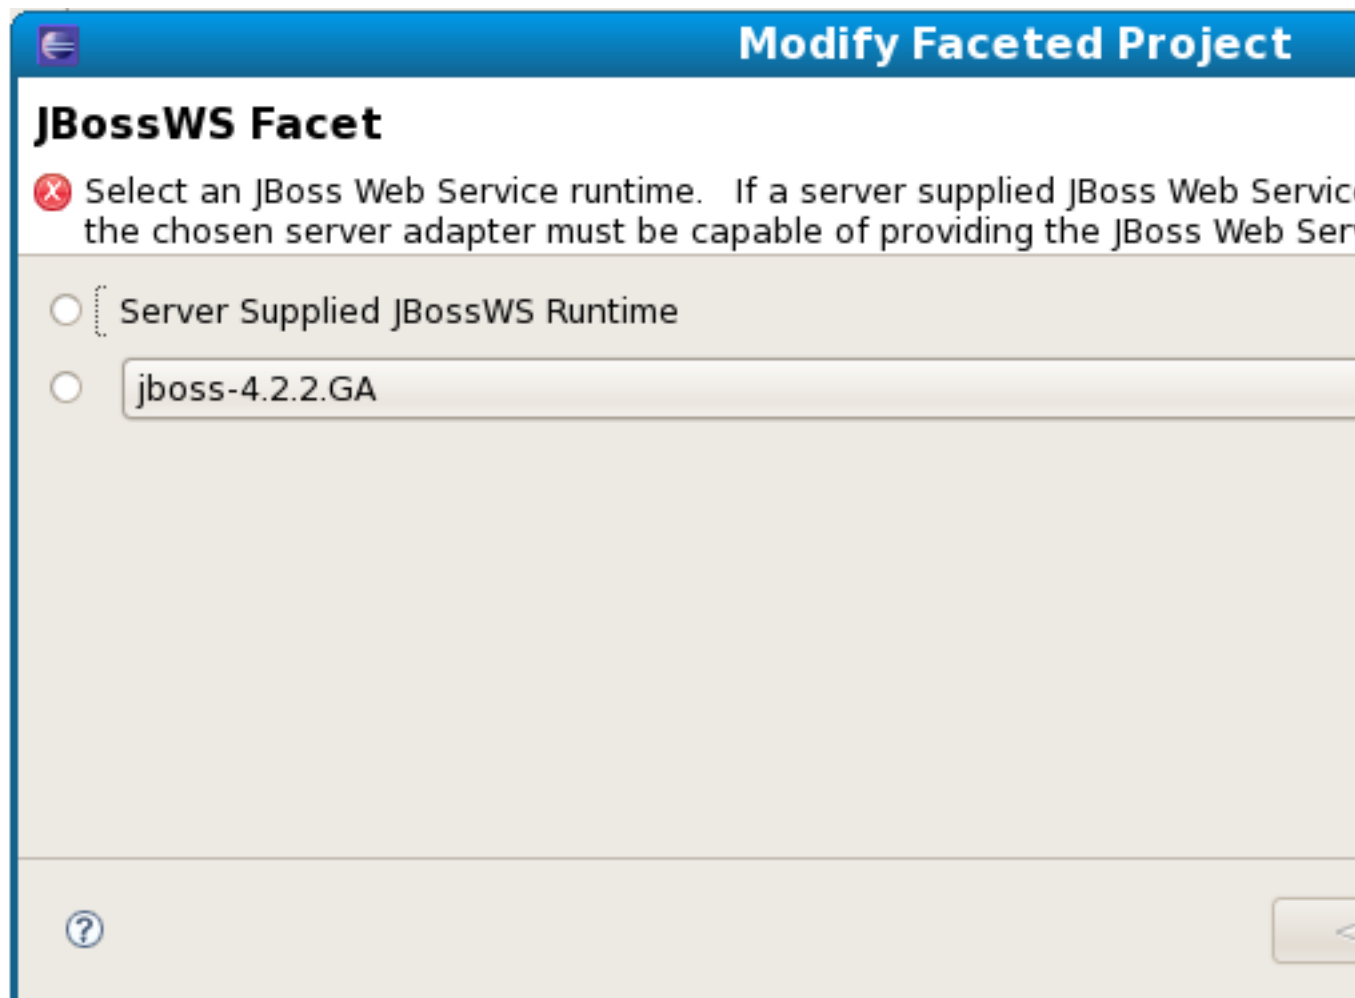 Modify Faceted Project
JBossWS Facet
Select an JBoss Web Service runtime. If a server supplied JBoss Web
the chosen server adapter must be capable of providing the JBoss Web
Server Supplied JBossWS Runtime
jboss-4.2.2.GA
<